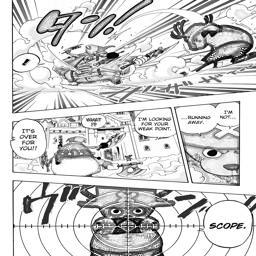 I'M
NOT...
...RUNNING
AWAY.
I'M LOOKING
FOR YOUR
WEAK POINT.
WHAT
!?
IT'S
OVER FOR
YOU!!
SCOPE.